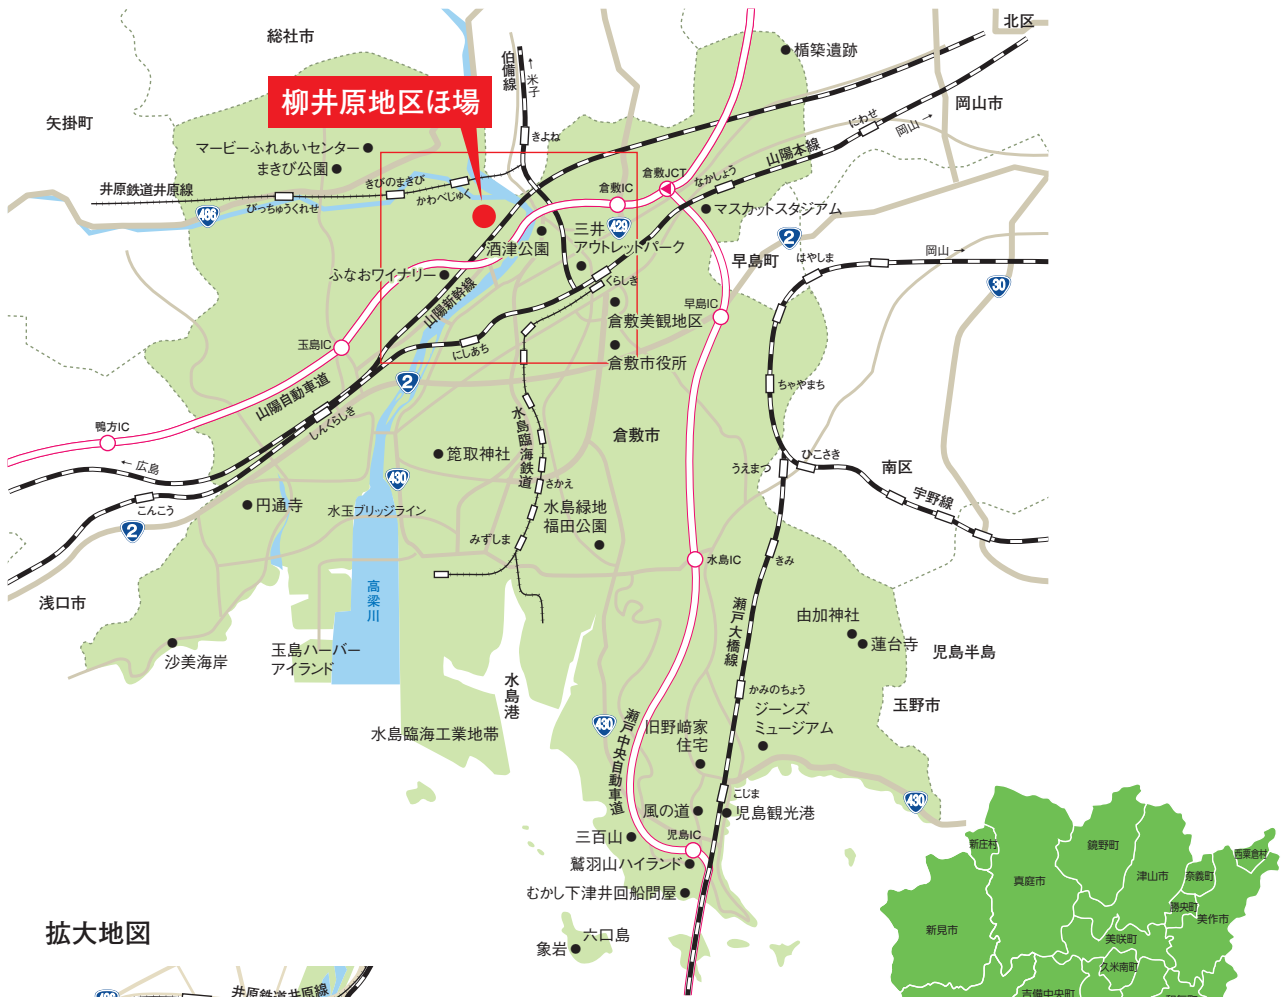 北区
総社市
楯築遺跡
伯備線
←米子
柳井原地区ほ場
岡山市
矢掛町
にわせ
岡山→
きよね
マービーふれあいセンター
まきび公園
山陽本線
倉敷JCT
なかしょう
井原鉄道井原線
きびのまきび
かわべじゅく
倉敷IC
びっちゅうくれせ
486
429
マスカットスタジアム
酒津公園
三井
アウトレットパーク
2
早島町
はやしま
岡山→
ふなおワイナリー
くらしき
30
山陽新幹線
早島IC
倉敷美観地区
玉島IC
にしあち
倉敷市役所
2
ちゃやまち
山陽自動車道
しんくらしき
水島臨海鉄道
鴨方IC
倉敷市
←広島
筦取神社
うえまつ
ひこさき
南区
430
さかえ
宇野線
こんこう
円通寺
水玉ブリッジライン
水島緑地
福田公園
2
みずしま
水島IC
きみ
浅口市
高梁川
瀬戸大橋線
由加神社
蓮台寺
児島半島
沙美海岸
玉島ハーバー
アイランド
水島港
かみのちょう
玉野市
ジーンズ
ミュージアム
水島臨海工業地帯
430
瀬戸中央自動車道
旧野﨑家
住宅
こじま
430
風の道
児島観光港
三百山
児島IC
鷲羽山ハイランド
むかし下津井回船問屋
六口島
象岩
拡大地図
井原鉄道井原線
新庄村
鏡野町
西粟倉村
真庭市
津山市
奈義町
勝央町
美作市
新見市
美咲町
久米南町
吉備中央町